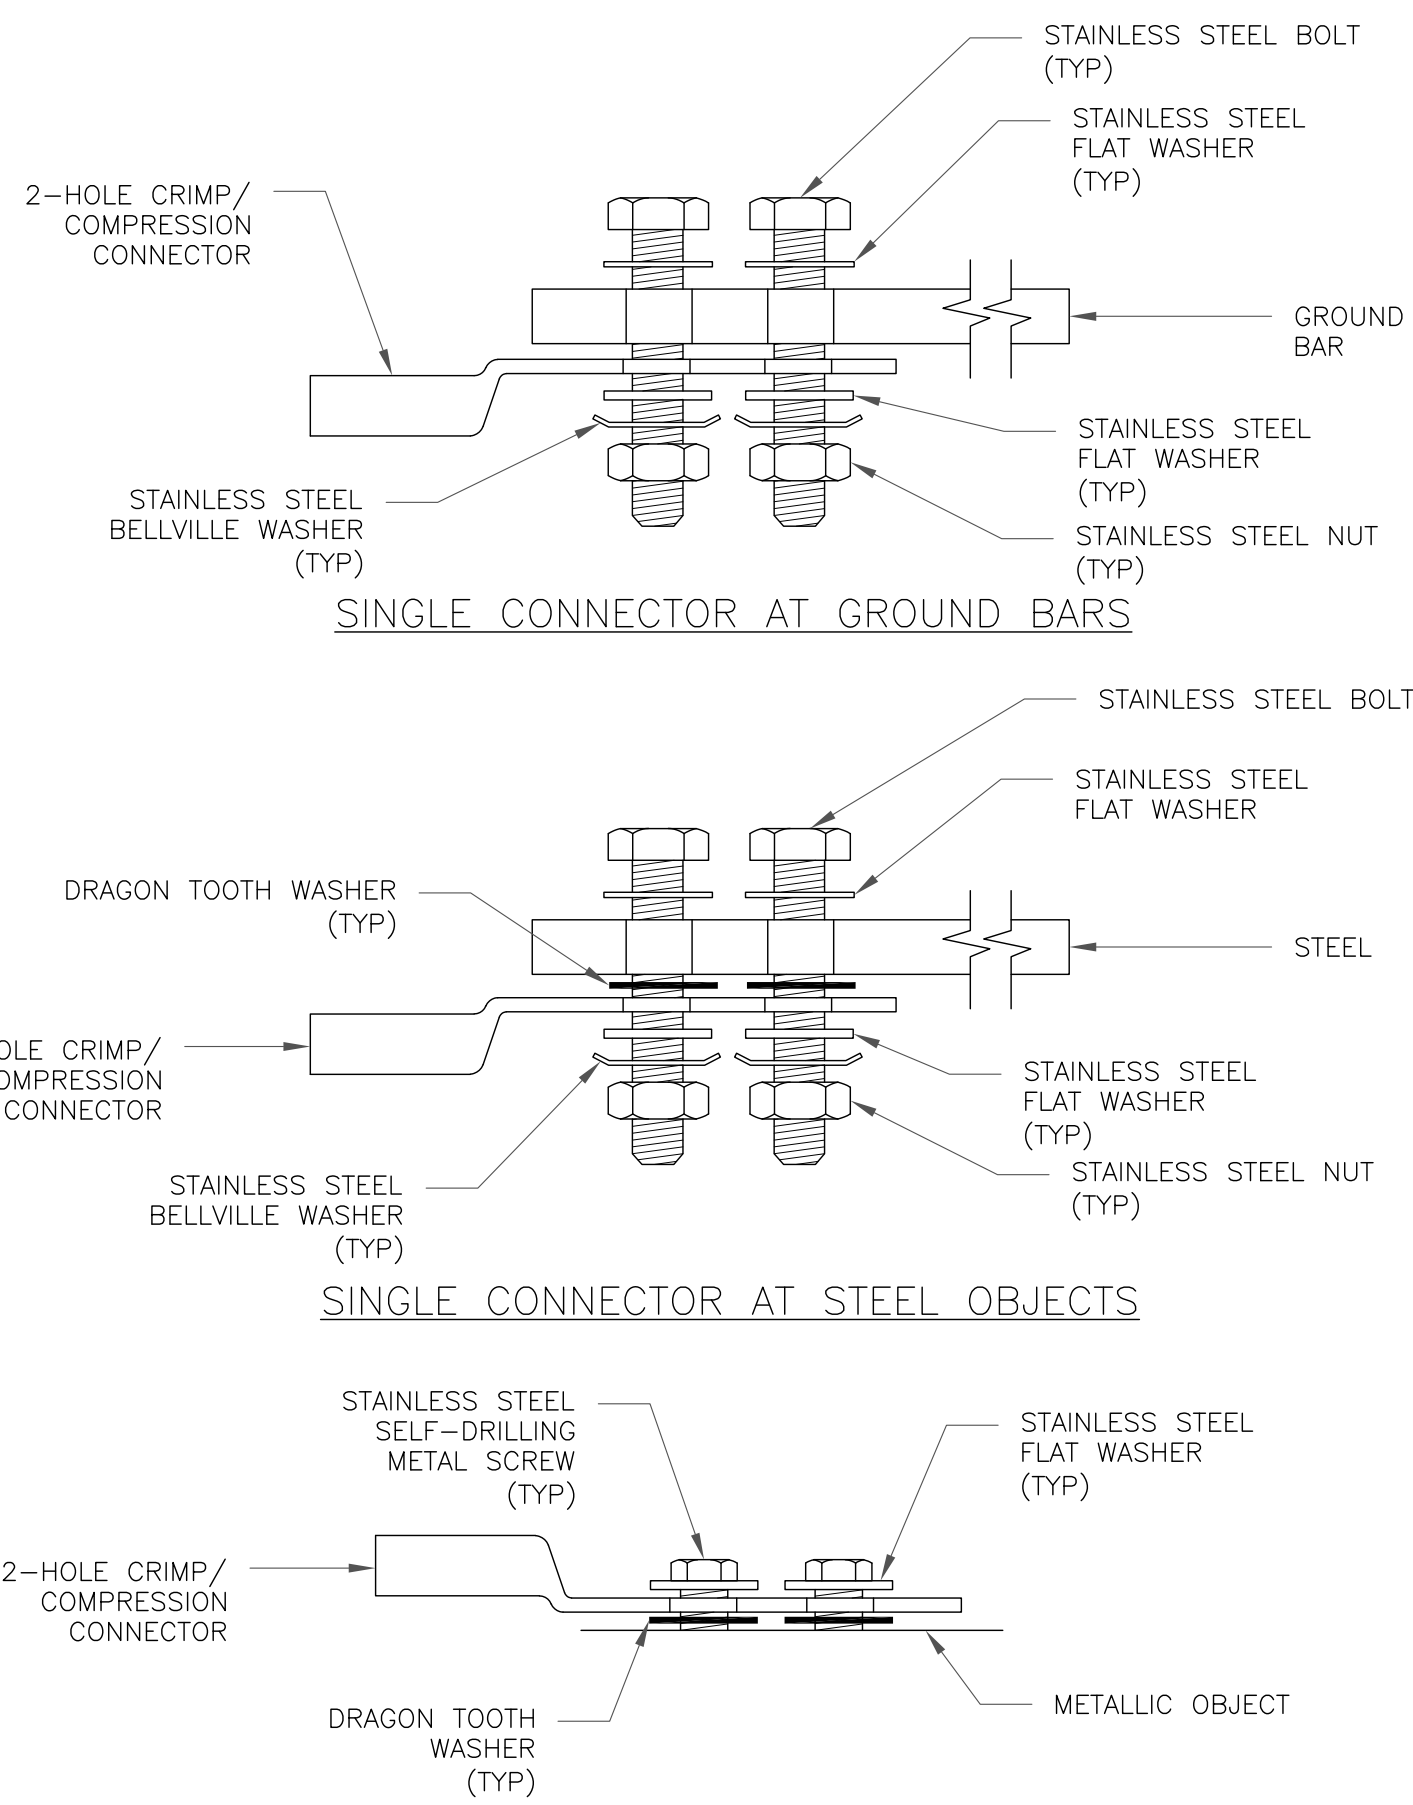 STAINLESS STEEL BOLT
(TYP)
STAINLESS STEEL
FLAT WASHER
(TYP)
2-HOLE CRIMP/
COMPRESSION
CONNECTOR
GROUND
BAR
STAINLESS STEEL
FLAT WASHER
(TYP)
STAINLESS STEEL
BELLVILLE WASHER
(TYP)
STAINLESS STEEL NUT
(TYP)
SINGLE CONNECTOR AT GROUND BARS
STAINLESS STEEL BOLT
STAINLESS STEEL
FLAT WASHER
DRAGON TOOTH WASHER
(TYP)
STEEL
OLE CRIMP/
OMPRESSION
CONNECTOR
STAINLESS STEEL
FLAT WASHER
(TYP)
STAINLESS STEEL NUT
(TYP)
STAINLESS STEEL
BELLVILLE WASHER
(TYP)
SINGLE CONNECTOR AT STEEL OBJECTS
STAINLESS STEEL
SELF-DRILLING
METAL SCREW
(TYP)
STAINLESS STEEL
FLAT WASHER
(TYP)
2-HOLE CRIMP/
COMPRESSION
CONNECTOR
METALLIC OBJECT
DRAGON TOOTH
WASHER
(TYP)